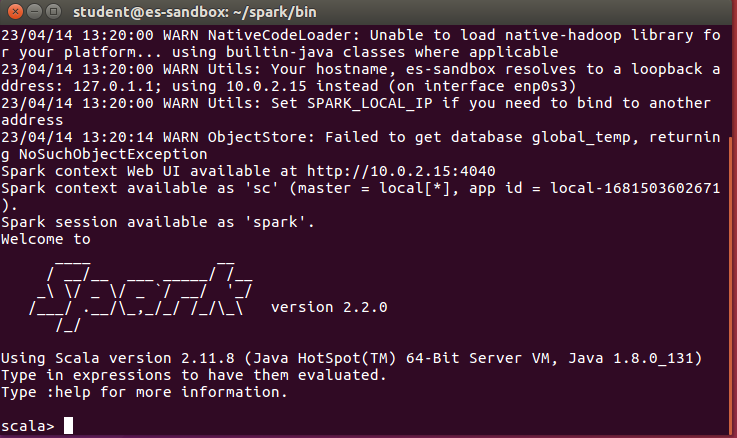 student@es-sandbox: ~/spark/bin
23/04/14 13:20:00 WARN NativeCodeLoader: Unable to load native-hadoop library fo
r your platform... using builtin-java classes where applicable
23/04/14 13:20:00 WARN Utils: Your hostname, es-sandbox resolves to a loopback a
ddress: 127.0.1.1; using 10.0.2.15 instead (on interface enp0s3)
23/04/14 13:20:00 WARN Utils: Set SPARK_LOCAL_IP if you need to bind to another
address
23/04/14 13:20:14 WARN ObjectStore: Failed to get database global_temp, returnin
g NoSuchObjectException
Spark context Web UI available at http://10.0.2.15:4040
Spark context available as 'sc' (master = local[*], app id = local-1681503602671
).
Spark session available as 'spark'.
Welcome to
      ____              __
     / __/__  ___ _____/ /__
    _\ \/ _ \/ _ `/ __/  '_/
   /___/ .__/\_,_/_/ /_/\_\   version 2.2.0
      /_/
Using Scala version 2.11.8 (Java HotSpot(TM) 64-Bit Server VM, Java 1.8.0_131)
Type in expressions to have them evaluated.
Type :help for more information.
scala>